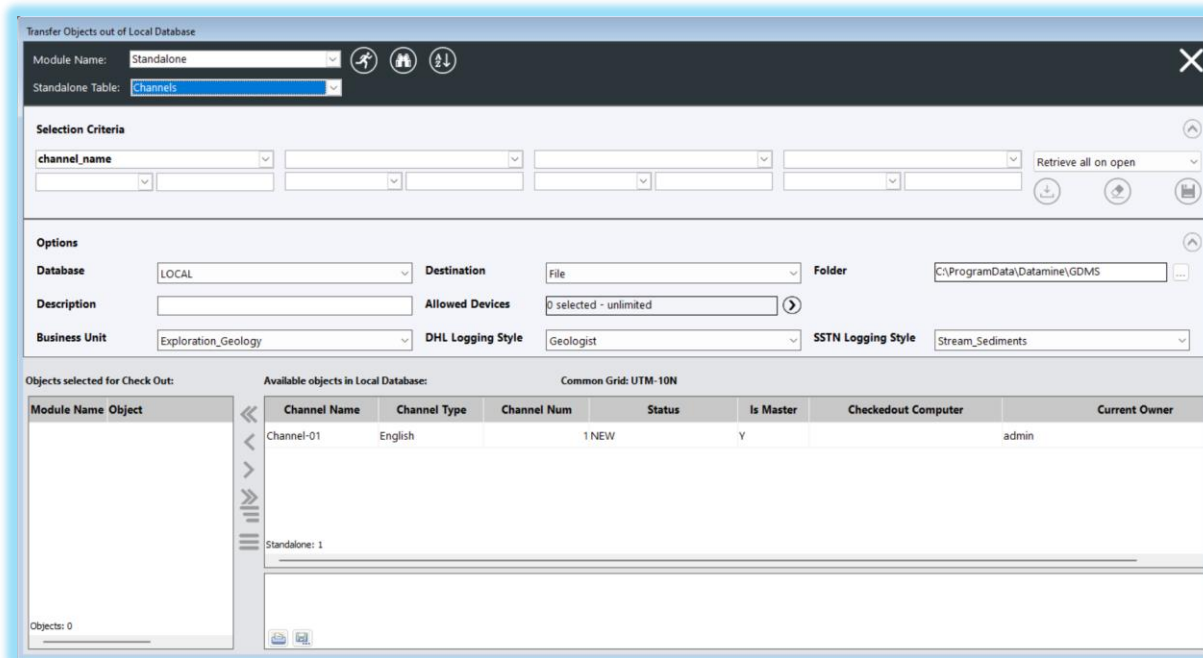 Transfer Objects out of Local Database
Module Name: Standalone
Standalone Table: Channels
Selection Criteria
channel_name
Retrieve all on open
Options
Database LOCAL Destination File Folder C:\ProgramData\Datamine\GDMS ...
Description Allowed Devices 0 selected - unlimited
Business Unit Exploration_Geology DHL Logging Style Geologist SSTN Logging Style Stream_Sediments
Objects selected for Check Out: Available objects in Local Database: Common Grid: UTM-10N
Module Name Object Channel Name Channel Type Channel Num Status Is Master Checkedout Computer Current Owner
Channel-01 English 1 NEW Y admin
Standalone: 1
Objects: 0